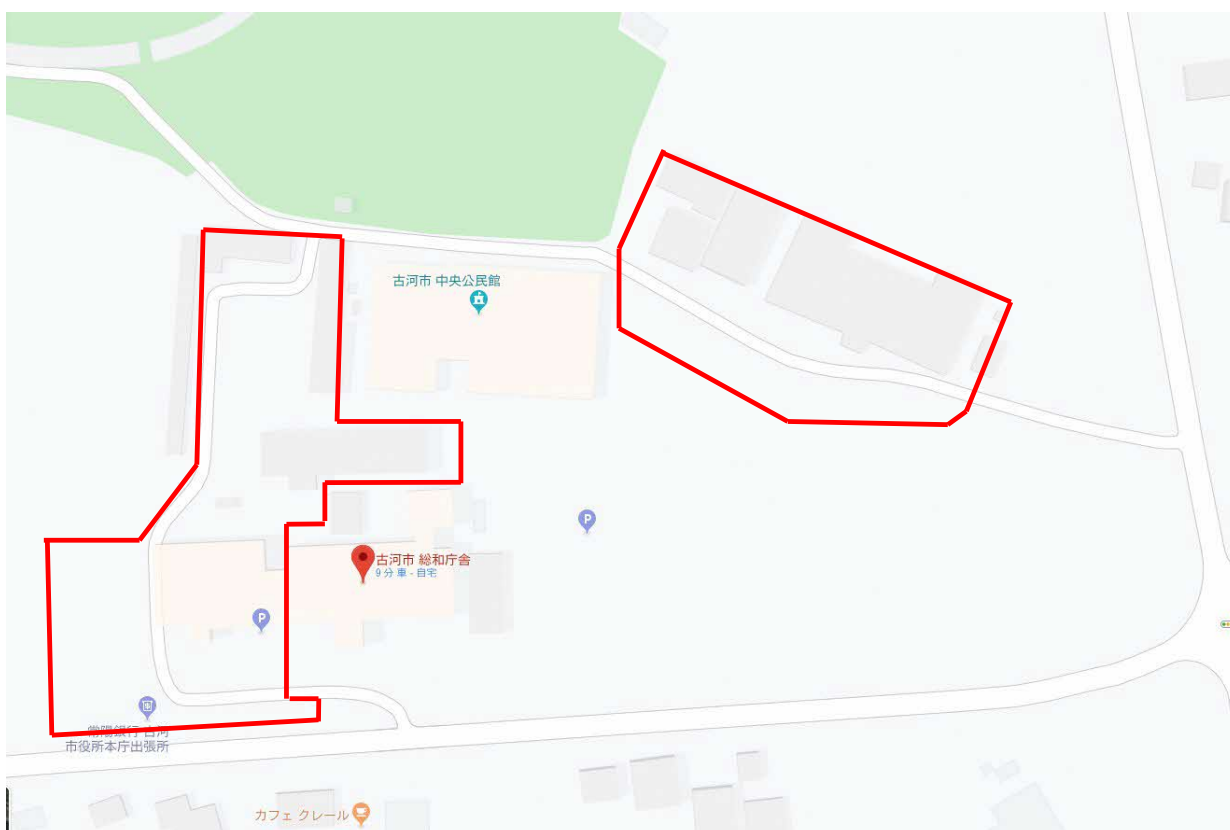 古河市 中央公民館
古河市 総和庁舎
9 分 車 - 自宅
P
P
常陽銀行 古河
市役所本庁出張所
カフェ クレール